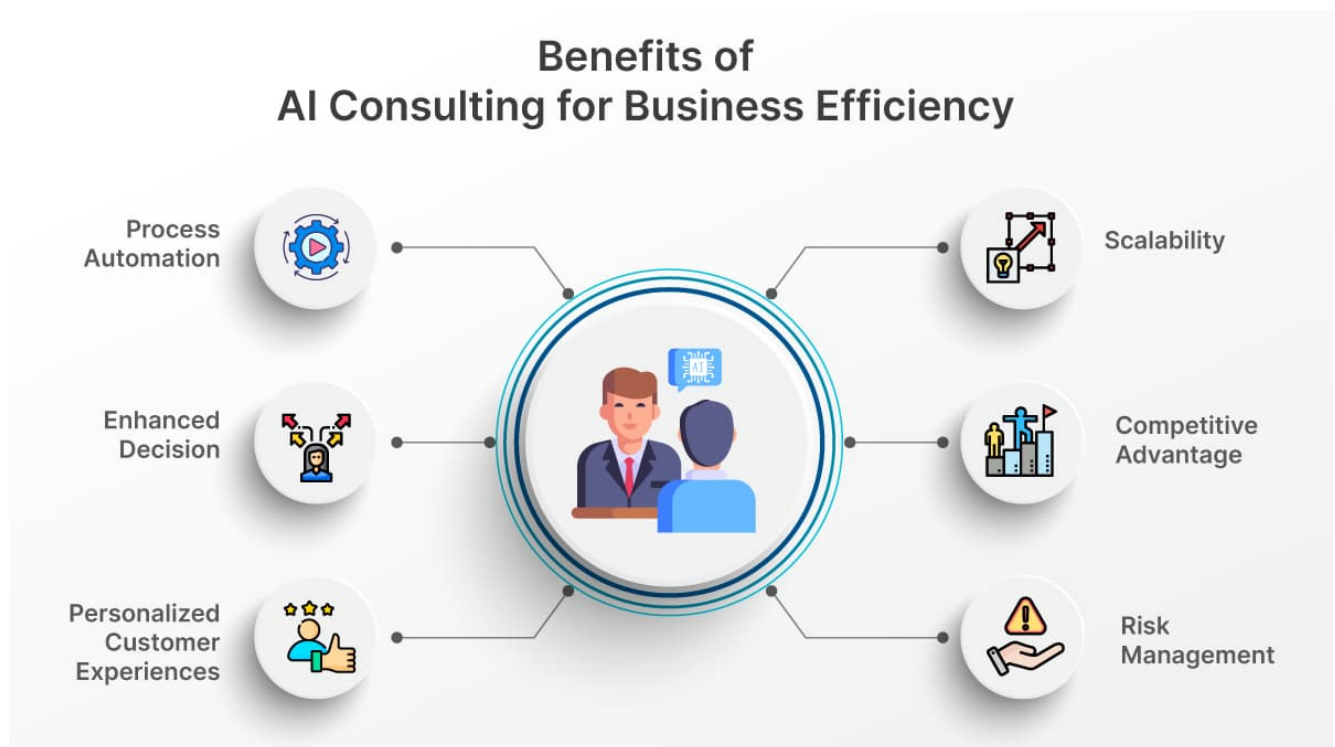 Benefits of
AI Consulting for Business Efficiency
Process
Automation
Enhanced
Decision
Personalized
Customer
Experiences
AI
Scalability
Competitive
Advantage
Risk
Management